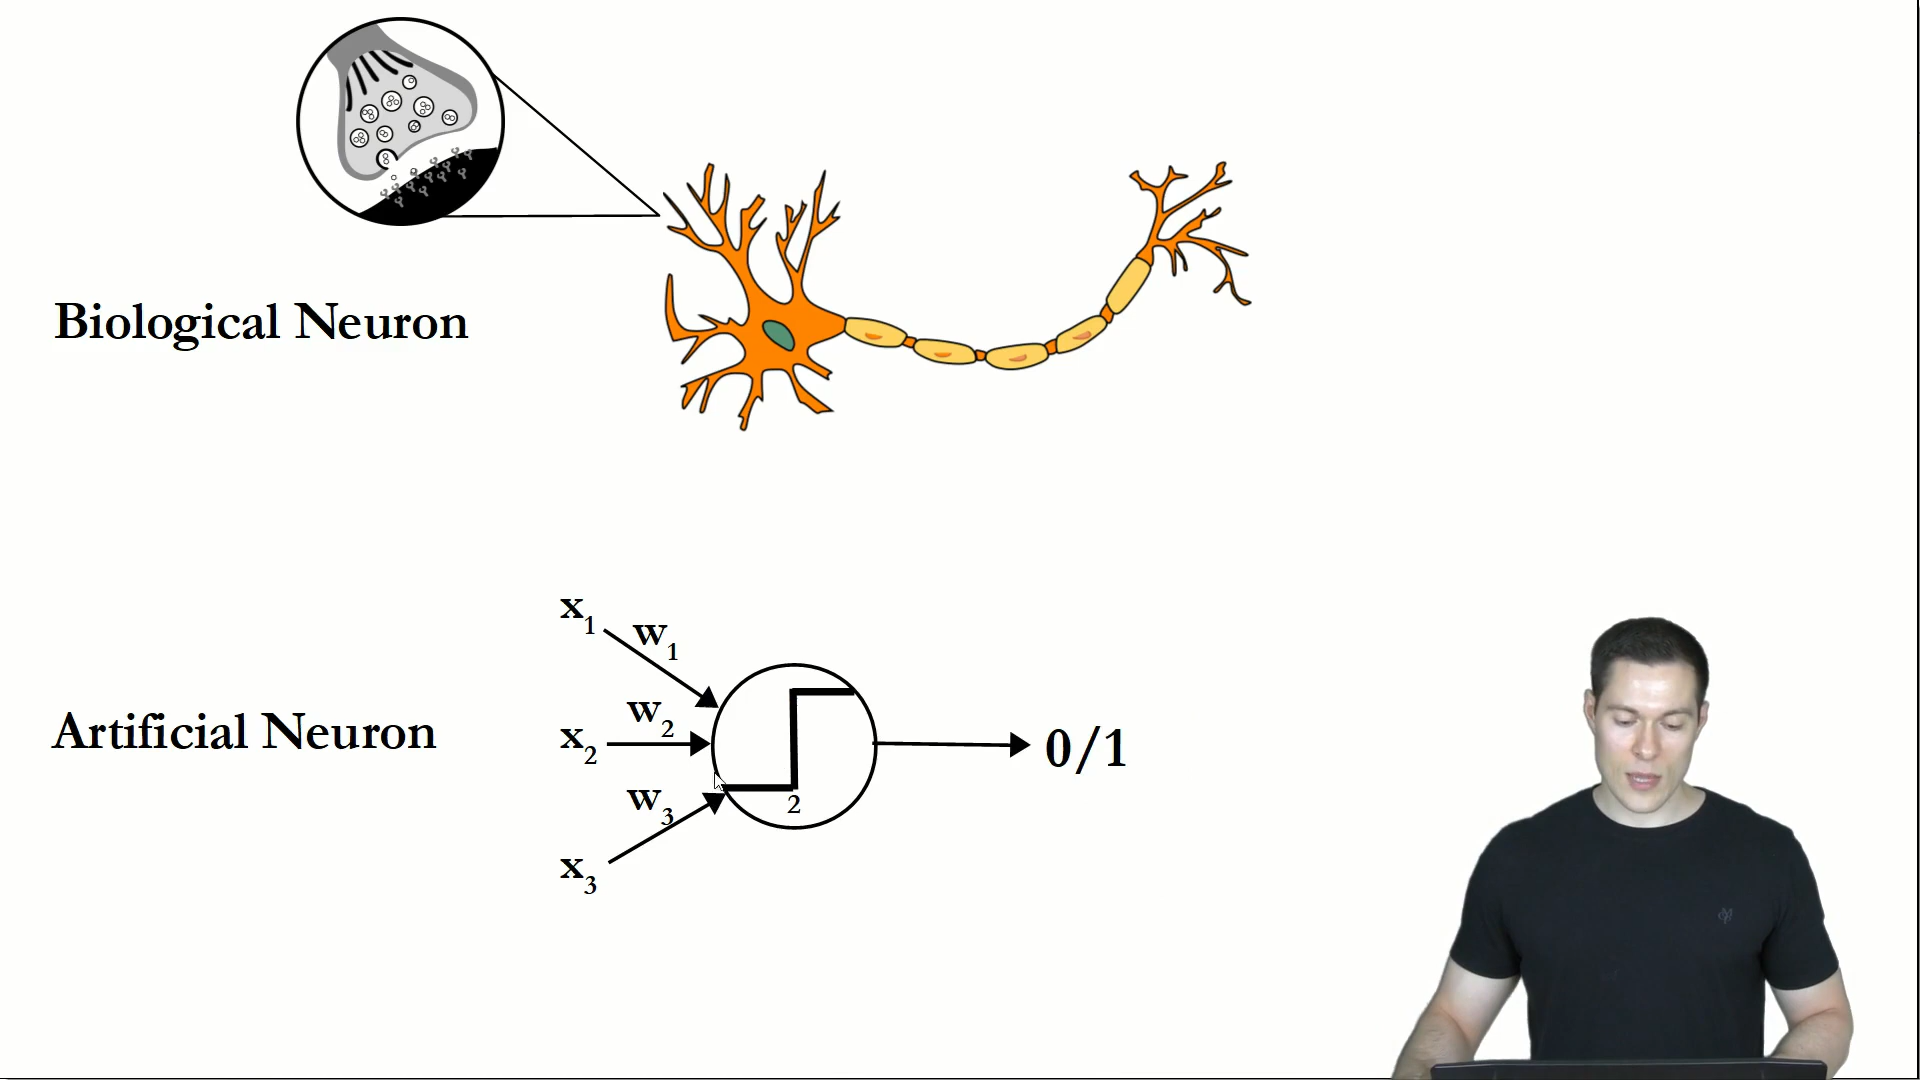 Biological Neuron
Artificial Neuron
x1
w1
x2
w2
x3
w3
2
0/1